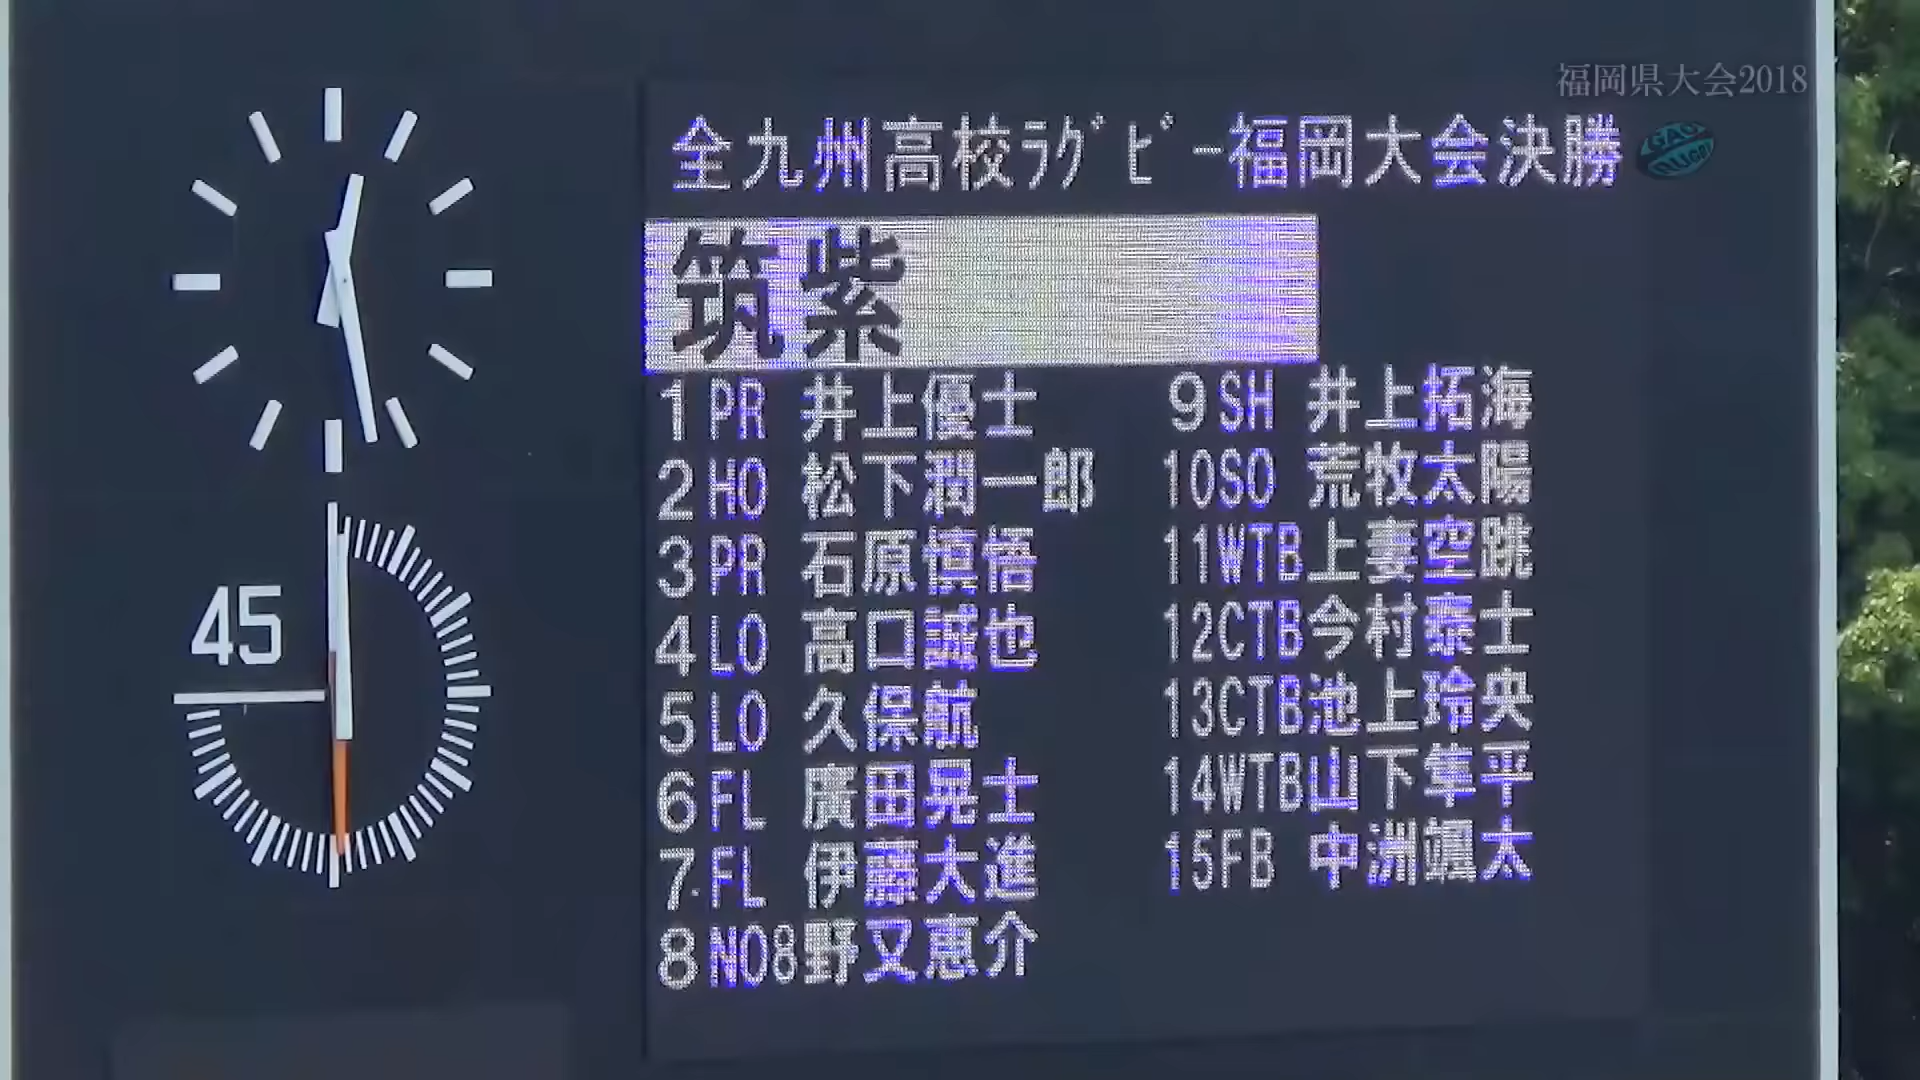 福岡県大会2018
全九州高校ﾗｸﾞﾋﾞｰ福岡大会決勝
筑紫
1 PR 井上優士
2 HO 松下潤一郎
3 PR 石原慎悟
4 LO 高口誠也
5 LO 久保航
6 FL 廣田晃士
7 FL 伊藤大進
8 NO8 野又恵介
9 SH 井上拓海
10 SO 荒牧太陽
11 WTB 上妻空跳
12 CTB 今村泰士
13 CTB 池上玲央
14 WTB 山下隼平
15 FB 中洲颯太
45